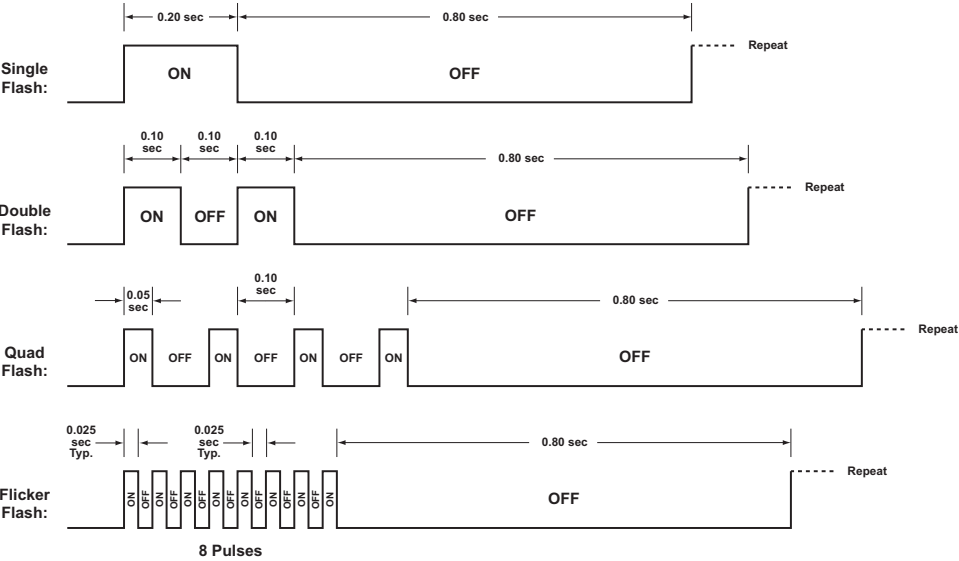 0.20 sec
0.80 sec
Repeat
Single
Flash:
ON
OFF
0.10
sec
0.10
sec
0.10
sec
0.80 sec
Repeat
Double
Flash:
ON
OFF
ON
OFF
0.05
sec
0.10
sec
0.80 sec
Repeat
Quad
Flash:
ON
OFF
ON
OFF
ON
OFF
ON
OFF
0.025
sec
Typ.
0.025
sec
Typ.
0.80 sec
Repeat
Flicker
Flash:
ON
OFF
ON
OFF
ON
OFF
ON
OFF
ON
OFF
ON
OFF
ON
OFF
ON
OFF
8 Pulses